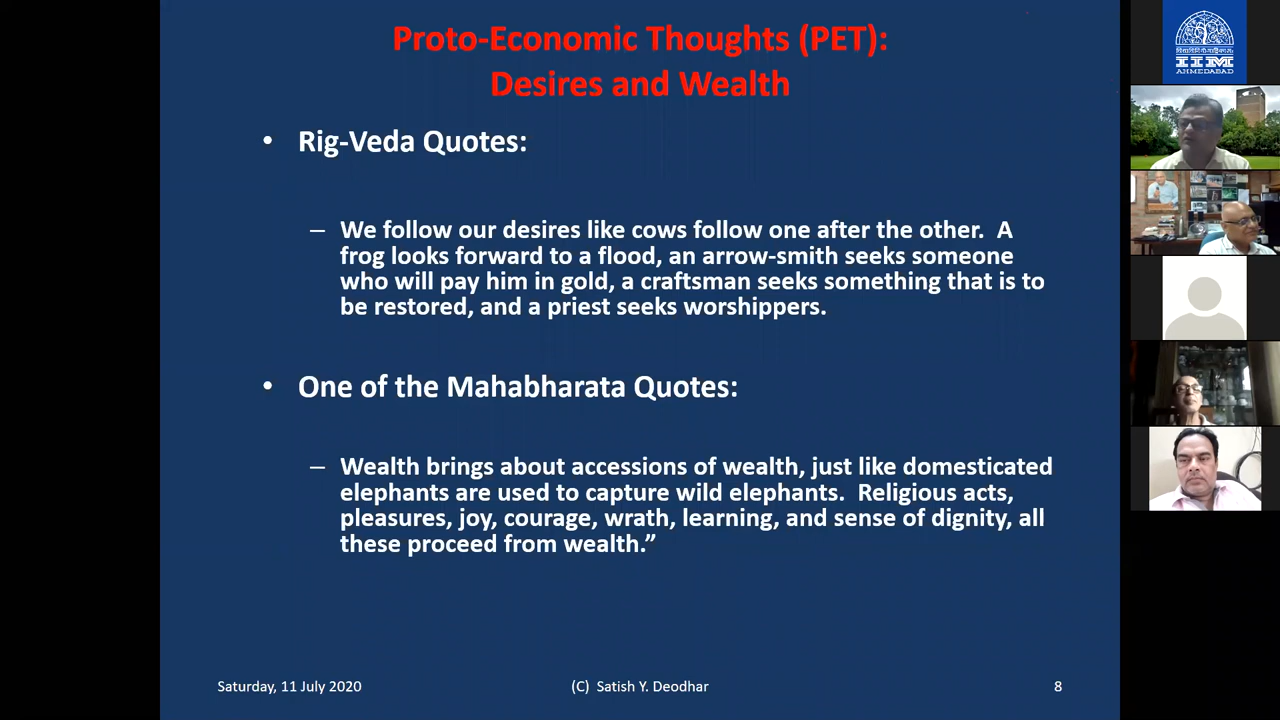 Proto-Economic Thoughts (PET):
Desires and Wealth
• Rig-Veda Quotes:
– We follow our desires like cows follow one after the other. A
frog looks forward to a flood, an arrow-smith seeks someone
who will pay him in gold, a craftsman seeks something that is to
be restored, and a priest seeks worshippers.
• One of the Mahabharata Quotes:
– Wealth brings about accessions of wealth, just like domesticated
elephants are used to capture wild elephants. Religious acts,
pleasures, joy, courage, wrath, learning, and sense of dignity, all
these proceed from wealth.”
Saturday, 11 July 2020
(C) Satish Y. Deodhar
8
IIM
AHMEDABAD